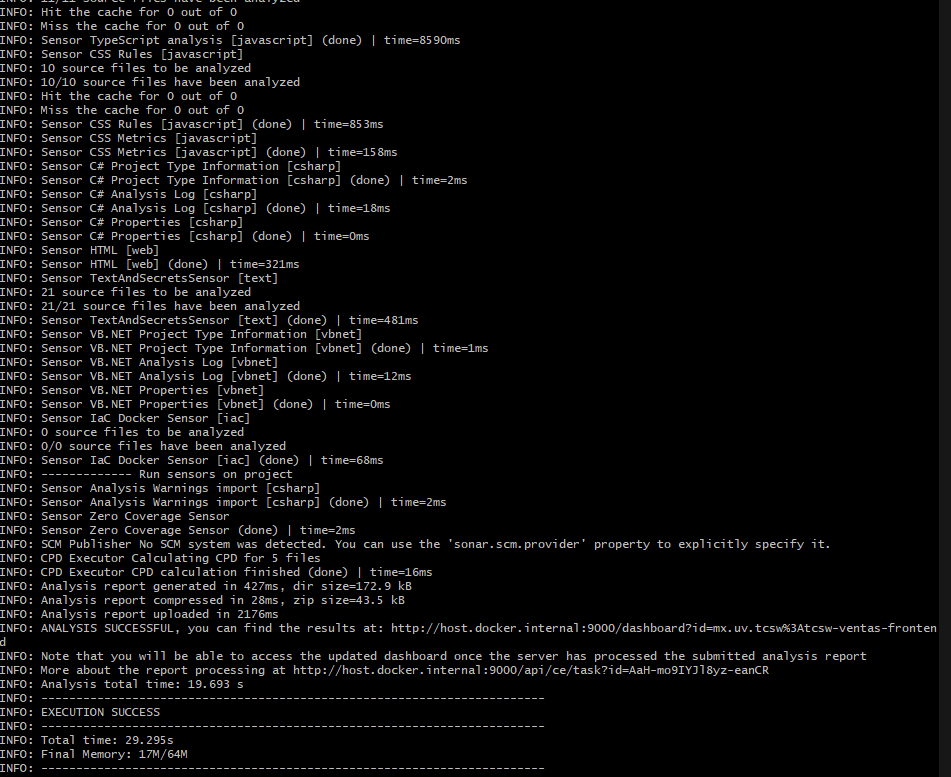 INFO: 11/11 source files have been analyzed
INFO: Hit the cache for 0 out of 0
INFO: Miss the cache for 0 out of 0
INFO: Sensor TypeScript analysis [javascript] (done) | time=8590ms
INFO: Sensor CSS Rules [javascript]
INFO: 10 source files to be analyzed
INFO: 10/10 source files have been analyzed
INFO: Hit the cache for 0 out of 0
INFO: Miss the cache for 0 out of 0
INFO: Sensor CSS Rules [javascript] (done) | time=853ms
INFO: Sensor CSS Metrics [javascript]
INFO: Sensor CSS Metrics [javascript] (done) | time=158ms
INFO: Sensor C# Project Type Information [csharp]
INFO: Sensor C# Project Type Information [csharp] (done) | time=2ms
INFO: Sensor C# Analysis Log [csharp]
INFO: Sensor C# Analysis Log [csharp] (done) | time=18ms
INFO: Sensor C# Properties [csharp]
INFO: Sensor C# Properties [csharp] (done) | time=0ms
INFO: Sensor HTML [web]
INFO: Sensor HTML [web] (done) | time=321ms
INFO: Sensor TextAndSecretsSensor [text]
INFO: 21 source files to be analyzed
INFO: 21/21 source files have been analyzed
INFO: Sensor TextAndSecretsSensor [text] (done) | time=481ms
INFO: Sensor VB.NET Project Type Information [vbnet]
INFO: Sensor VB.NET Project Type Information [vbnet] (done) | time=1ms
INFO: Sensor VB.NET Analysis Log [vbnet]
INFO: Sensor VB.NET Analysis Log [vbnet] (done) | time=12ms
INFO: Sensor VB.NET Properties [vbnet]
INFO: Sensor VB.NET Properties [vbnet] (done) | time=0ms
INFO: Sensor IaC Docker Sensor [iac]
INFO: 0 source files to be analyzed
INFO: 0/0 source files have been analyzed
INFO: Sensor IaC Docker Sensor [iac] (done) | time=68ms
INFO: ------------- Run sensors on project
INFO: Sensor Analysis Warnings import [csharp]
INFO: Sensor Analysis Warnings import [csharp] (done) | time=2ms
INFO: Sensor Zero Coverage Sensor
INFO: Sensor Zero Coverage Sensor (done) | time=2ms
INFO: SCM Publisher No SCM system was detected. You can use the 'sonar.scm.provider' property to explicitly specify it.
INFO: CPD Executor Calculating CPD for 5 files
INFO: CPD Executor CPD calculation finished (done) | time=16ms
INFO: Analysis report generated in 427ms, dir size=172.9 kB
INFO: Analysis report compressed in 28ms, zip size=43.5 kB
INFO: Analysis report uploaded in 2176ms
INFO: ANALYSIS SUCCESSFUL, you can find the results at: http://host.docker.internal:9000/dashboard?id=mx.uv.tcsw%3Atcsw-ventas-fronten
d
INFO: Note that you will be able to access the updated dashboard once the server has processed the submitted analysis report
INFO: More about the report processing at http://host.docker.internal:9000/api/ce/task?id=AaH-mo9IYJl8yz-eanCR
INFO: Analysis total time: 19.693 s
INFO: ------------------------------------------------------------------------
INFO: EXECUTION SUCCESS
INFO: ------------------------------------------------------------------------
INFO: Total time: 29.295s
INFO: Final Memory: 17M/64M
INFO: ------------------------------------------------------------------------